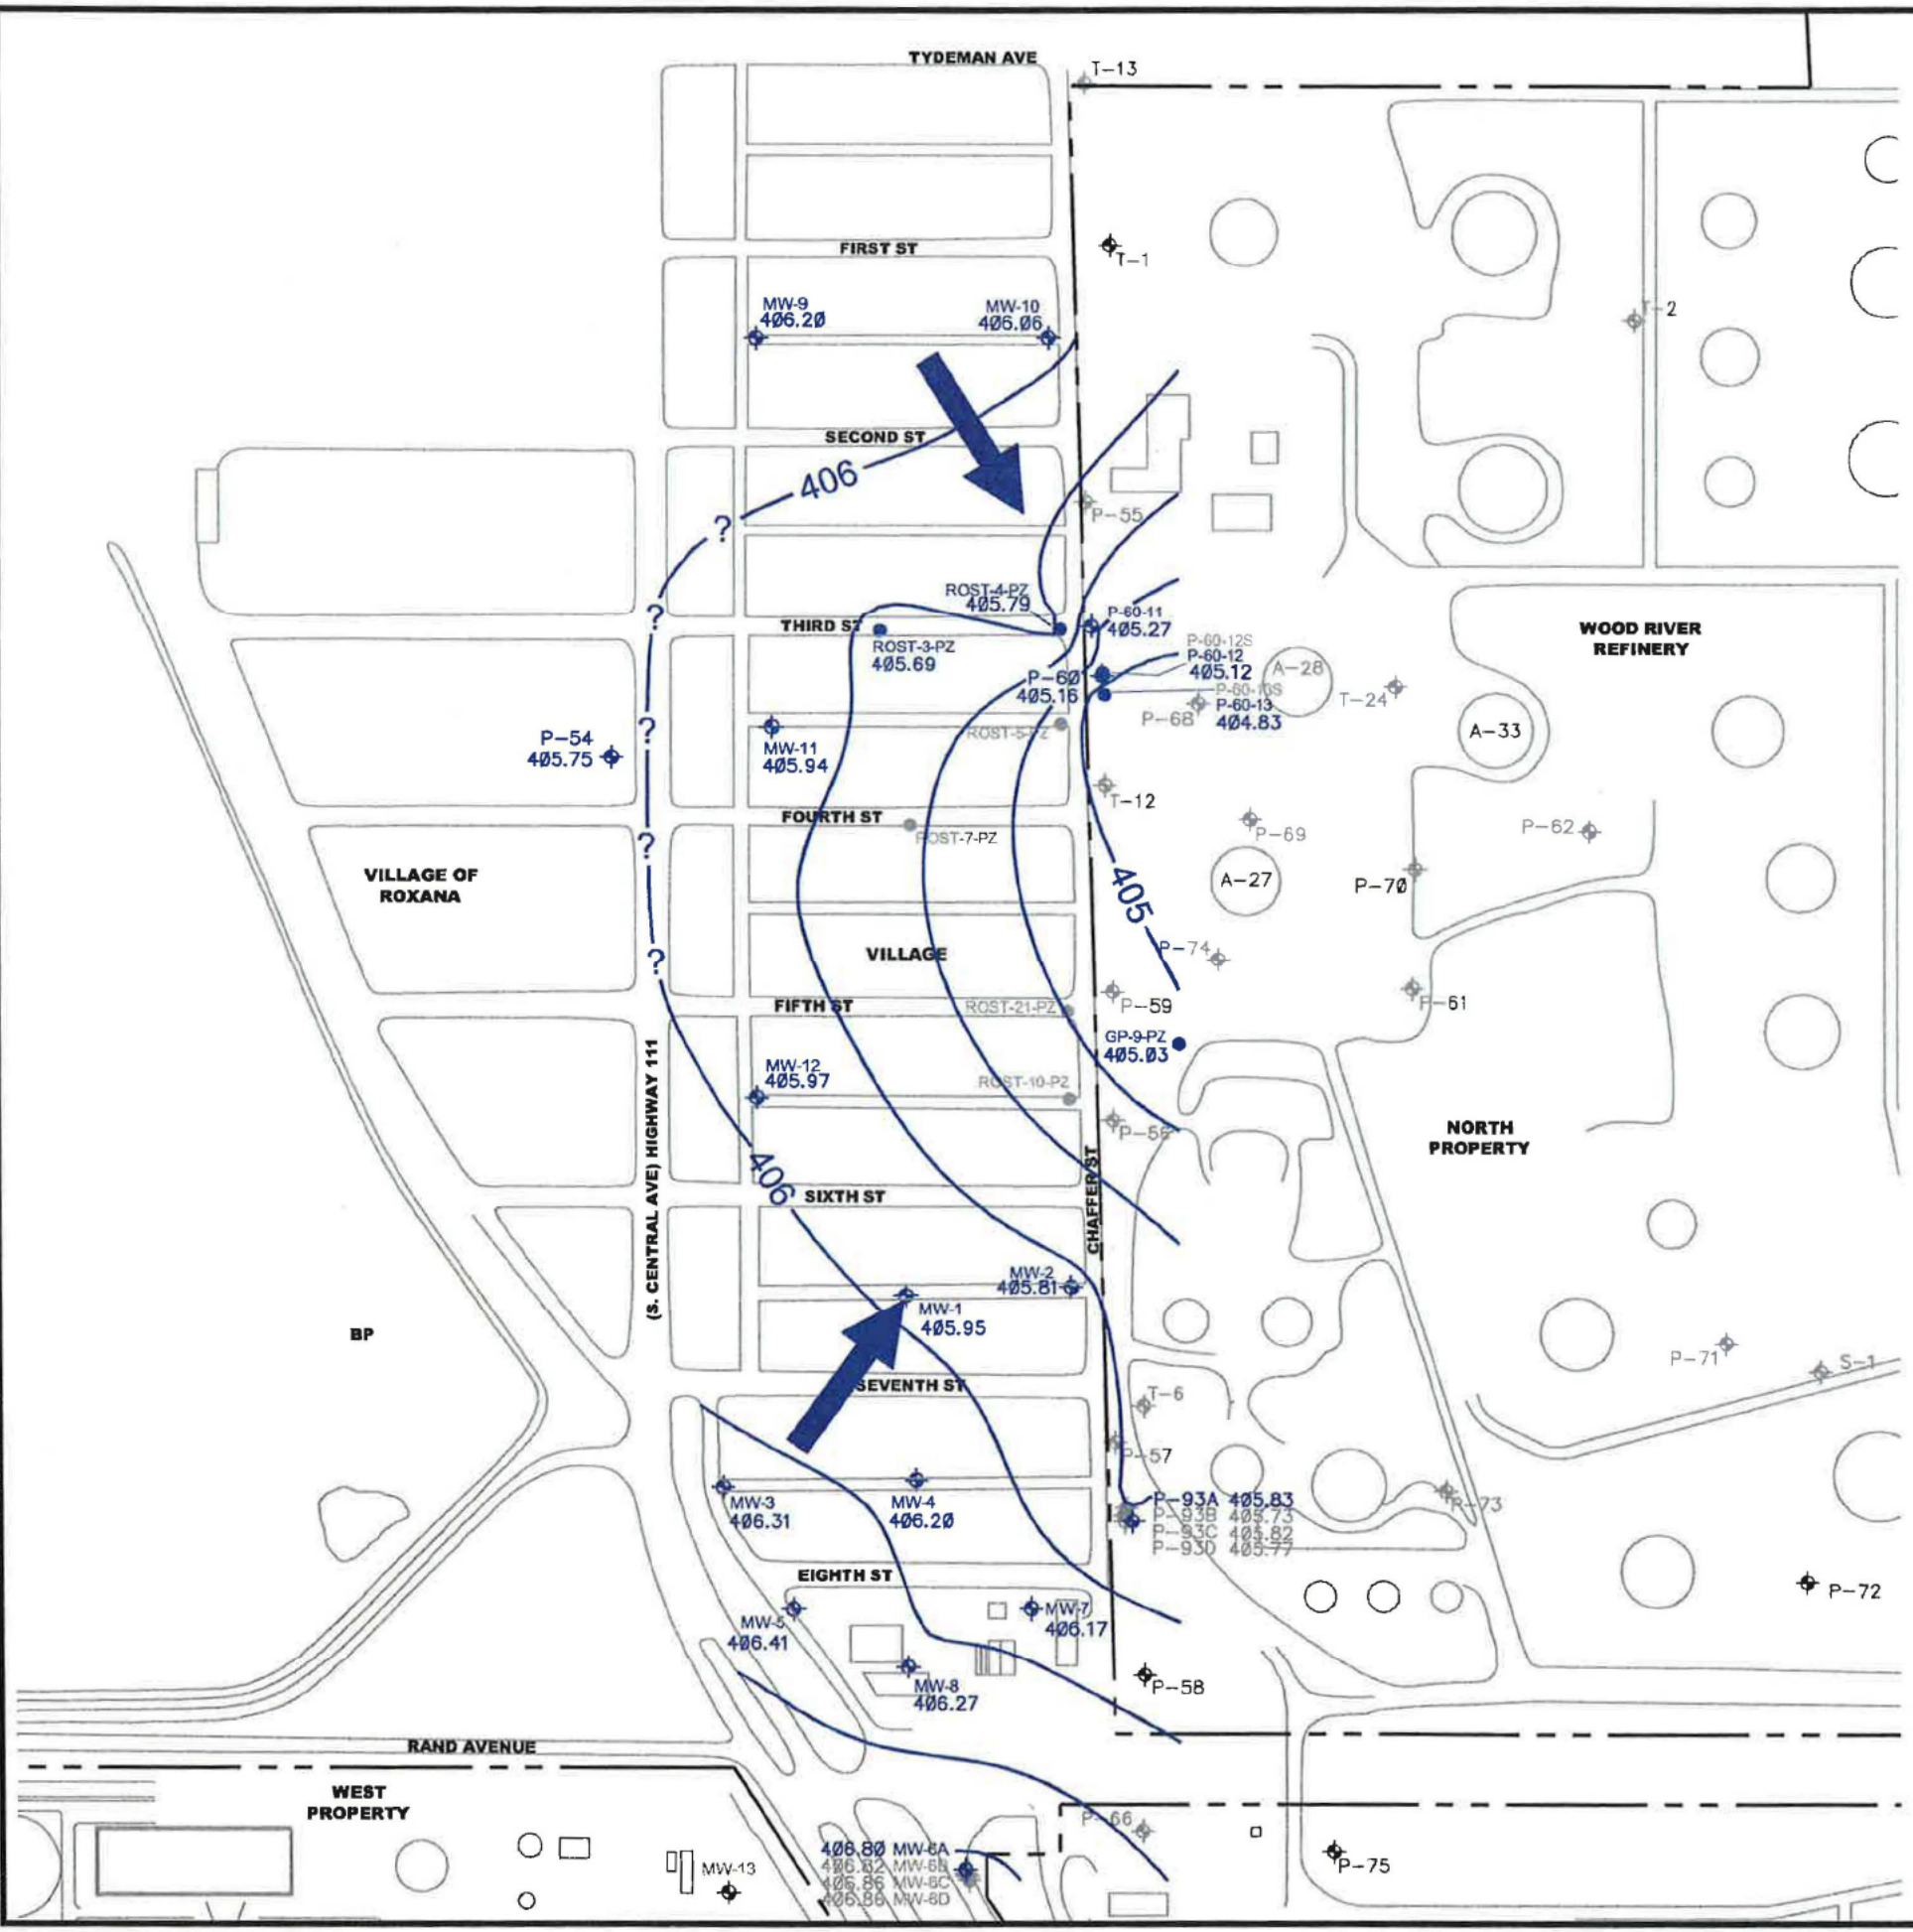 TYDEMAN AVE
T-13
FIRST ST
T-1
MW-9
406.20
MW-10
406.06
T-2
SECOND ST
406
?
P-55
?
ROST-4-PZ
405.79
P-60-11
405.27
THIRD ST
WOOD RIVER
REFINERY
ROST-3-PZ
405.69
P-60-12S
P-60-12
405.12
A-28
P-60
405.16
T-24
P-68
P-60-13S
P-60-13
404.83
A-33
P-54
405.75
?
MW-11
405.94
ROST-5-PZ
T-12
FOURTH ST
ROST-7-PZ
?
P-69
P-62
VILLAGE OF
ROXANA
405
A-27
P-70
VILLAGE
?
P-74
FIFTH ST
ROST-21-PZ
P-59
P-61
GP-9-PZ
405.03
(S. CENTRAL AVE) HIGHWAY 111
MW-12
405.97
ROST-10-PZ
P-56
NORTH
PROPERTY
CHAFFER ST
406
SIXTH ST
MW-2
405.81
MW-1
405.95
BP
P-71
S-1
SEVENTH ST
T-6
P-57
MW-3
406.31
MW-4
406.20
P-93A 405.83
P-93B 405.73
P-93C 405.82
P-93D 405.77
P-73
EIGHTH ST
P-72
MW-5
406.41
MW-7
406.17
MW-8
406.27
P-58
RAND AVENUE
WEST
PROPERTY
P-66
MW-13
406.80 MW-6A
406.82 MW-6B
406.86 MW-6C
406.86 MW-6D
P-75